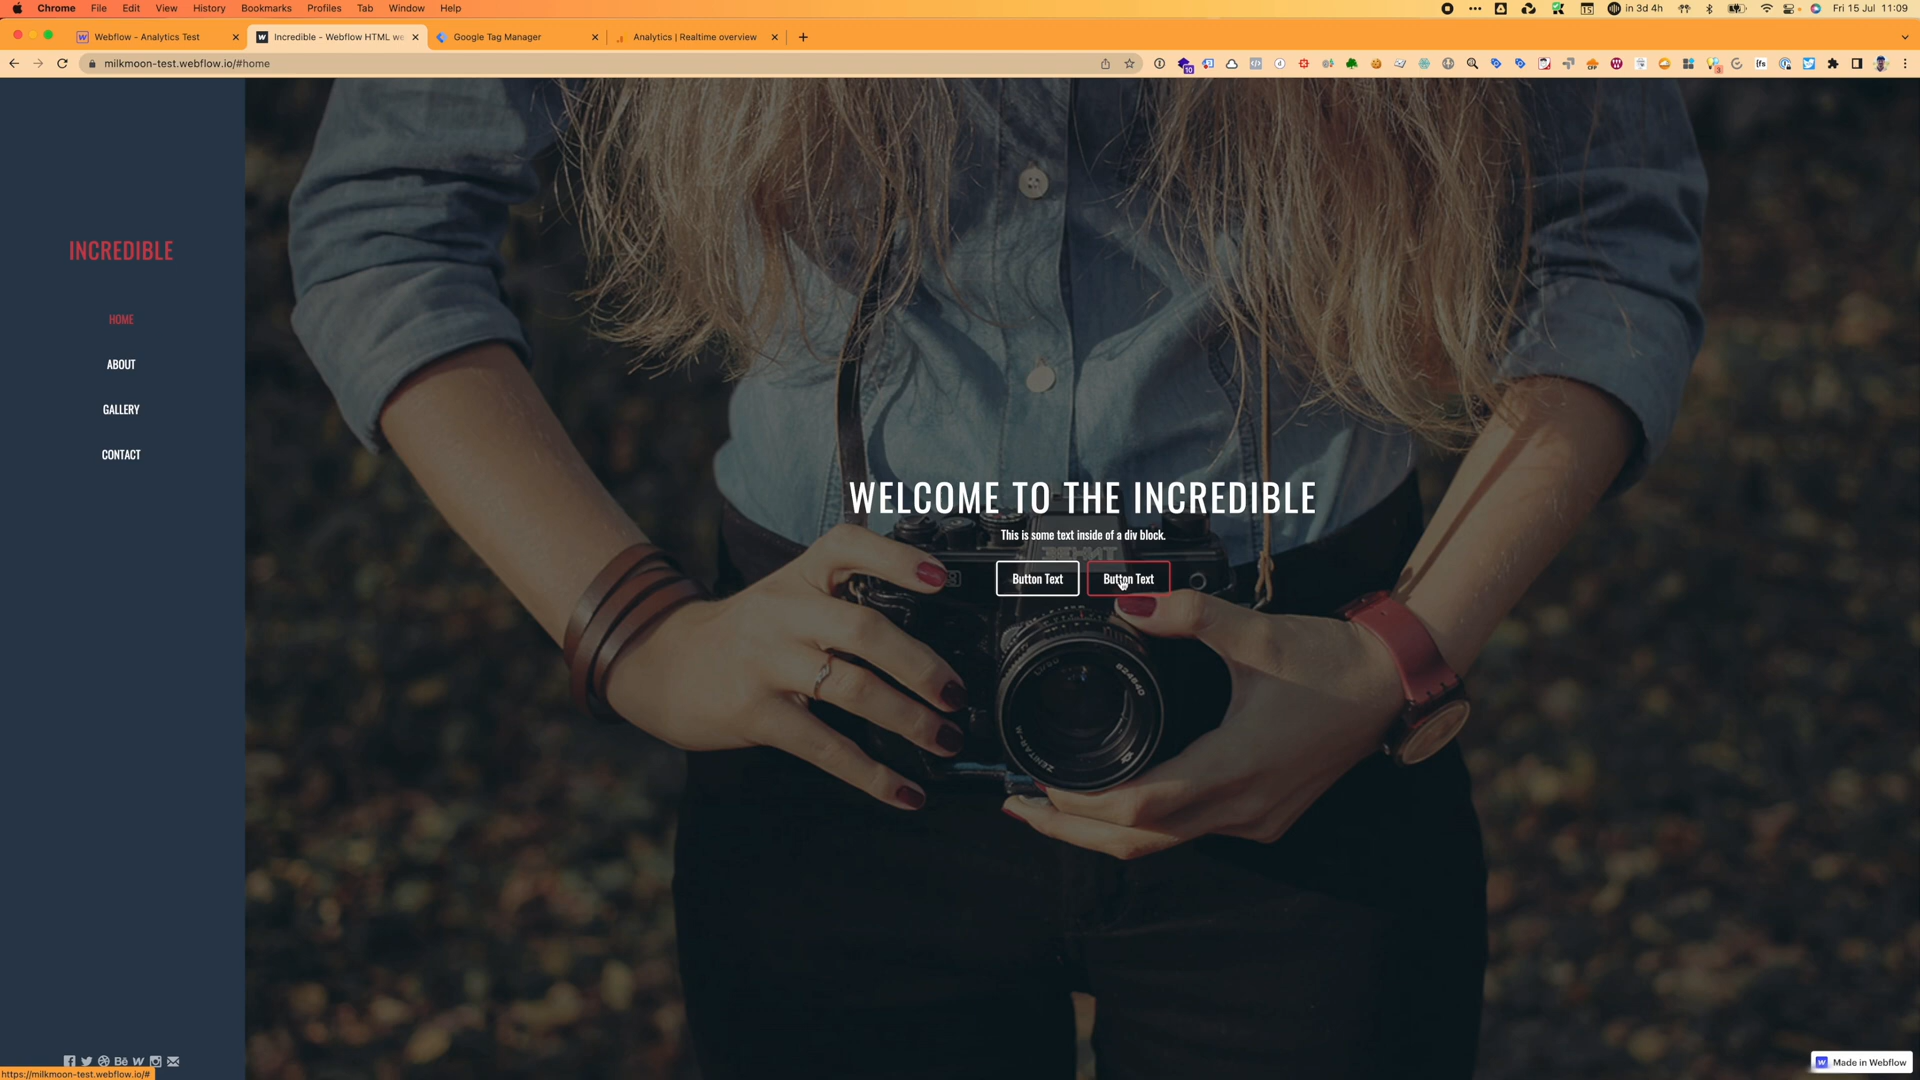 Chrome File Edit View History Bookmarks Profiles Tab Window Help
in 3d 4h Fri 15 Jul 11:09
Webflow - Analytics Test
Incredible - Webflow HTML we
Google Tag Manager
Analytics | Realtime overview
milkmoon-test.webflow.io/#home
INCREDIBLE
HOME
ABOUT
GALLERY
CONTACT
WELCOME TO THE INCREDIBLE
This is some text inside of a div block.
Button Text
Button Text
ZENITAR-M
824640
Made in Webflow
https://milkmoon-test.webflow.io/#